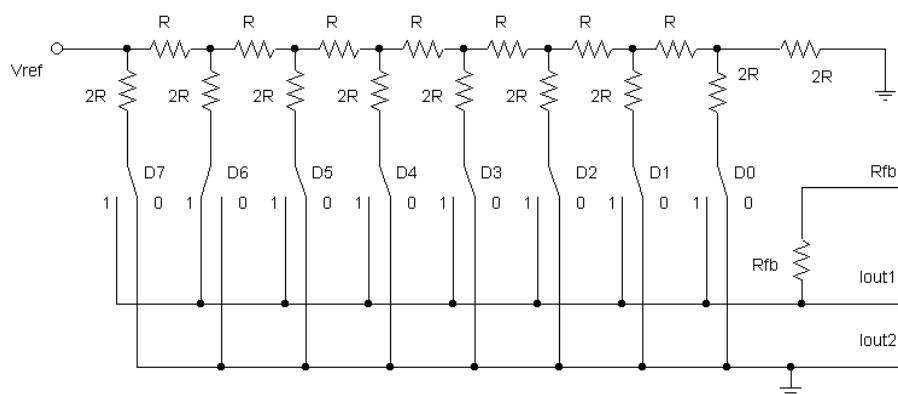 R R R R R R R
Vref
2R 2R 2R 2R 2R 2R 2R 2R 2R
D7 D6 D5 D4 D3 D2 D1 D0 Rfb
1 0 1 0 1 0 1 0 1 0 1 0 1 0 1 0
Rfb
Iout1
Iout2